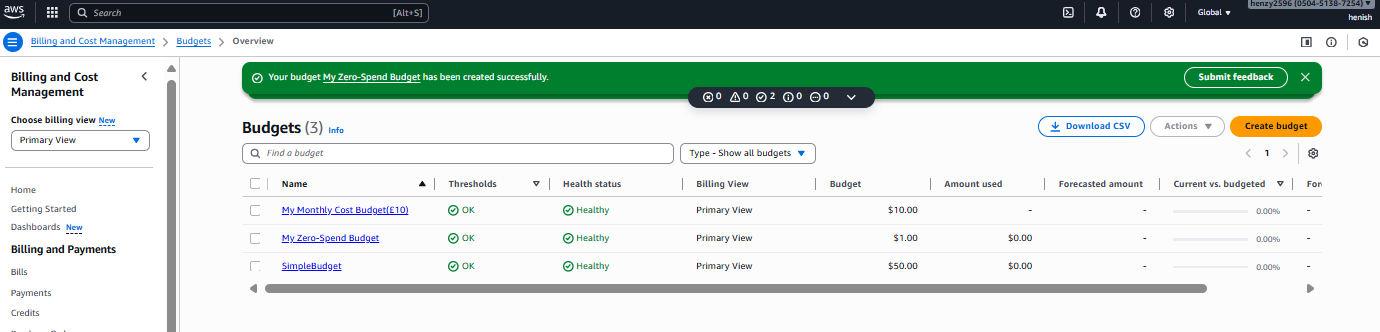 aws
Search [Alt+S] Global henzy2596 (0504-5138-7254)
henish
Billing and Cost Management Budgets Overview
Billing and Cost Management
Choose billing view New
Primary View
Home
Getting Started
Dashboards New
Billing and Payments
Bills
Payments
Credits
Your budget My Zero-Spend Budget has been created successfully. Submit feedback
0 0 2 0 0
Budgets (3) Info Download CSV Actions Create budget
Find a budget Type - Show all budgets 1
Name Thresholds Health status Billing View Budget Amount used Forecasted amount Current vs. budgeted
My Monthly Cost Budget(£10) OK Healthy Primary View $10.00 - - 0.00% -
My Zero-Spend Budget OK Healthy Primary View $1.00 $0.00 - 0.00% -
SimpleBudget OK Healthy Primary View $50.00 $0.00 - 0.00% -